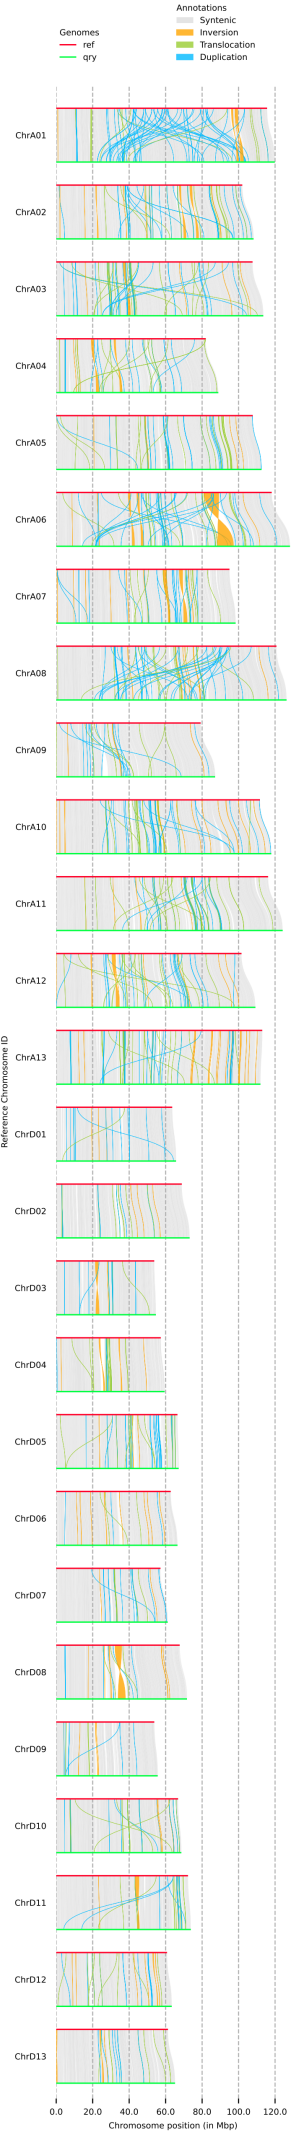 Annotations
Syntenic
Genomes
Inversion
ref
Translocation
qry
Duplication
ChrA01
ChrA02
ChrA03
ChrA04
ChrA05
ChrA06
ChrA07
ChrA08
ChrA09
ChrA10
ChrA11
ChrA12
Reference Chromosome ID
ChrA13
ChrD01
ChrD02
ChrD03
ChrD04
ChrD05
ChrD06
ChrD07
ChrD08
ChrD09
ChrD10
ChrD11
ChrD12
ChrD13
0.0 20.0 40.0 60.0 80.0 100.0 120.0
Chromosome position (in Mbp)